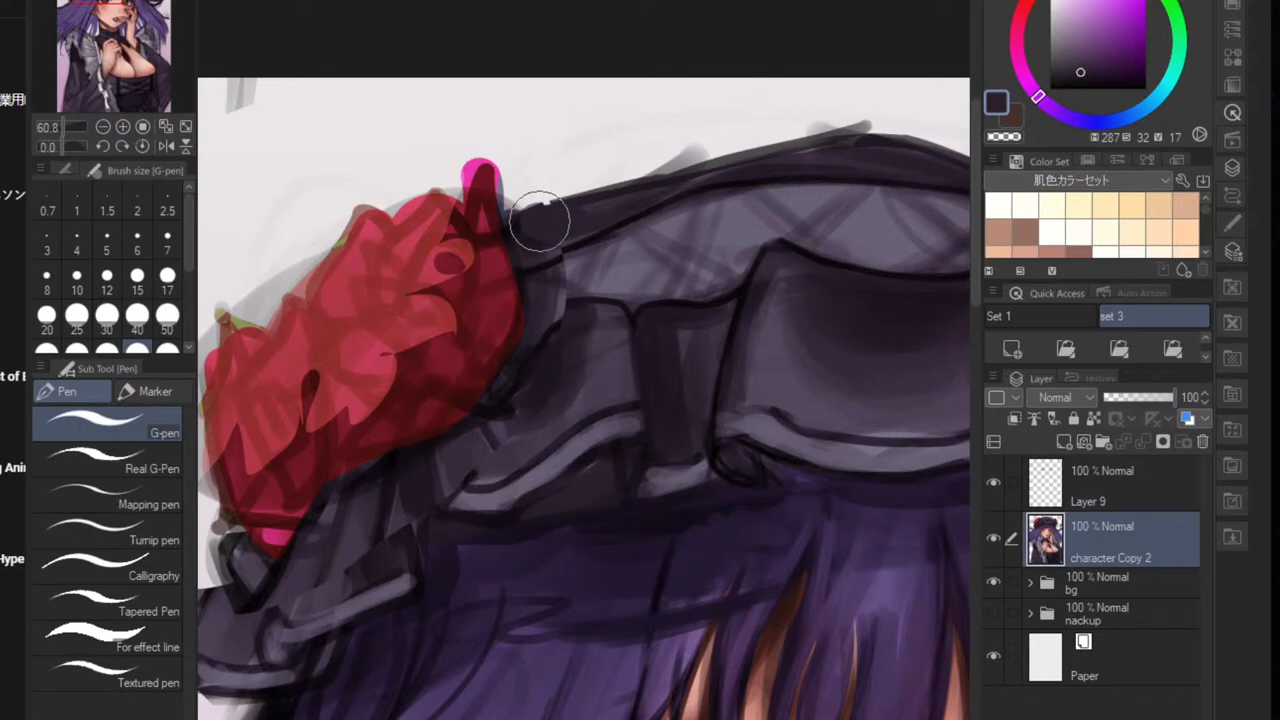 業用
ソン
st of E
ng Ani
Hype
60.8
0.0
Brush size [G-pen]
0.7 1 1.5 2 2.5
3 4 5 6 7
8 10 12 15 17
20 25 30 40 50
Sub Tool [Pen]
Pen Marker
G-pen
Real G-Pen
Mapping pen
Turnip pen
Calligraphy
Tapered Pen
For effect line
Textured pen
H 287 S 32 V 17
Color Set
肌色カラーセット
H S V
Quick Access Auto Action
Set 1 set 3
Layer History
Normal 100
100 % Normal
Layer 9
100 % Normal
character Copy 2
100 % Normal
bg
100 % Normal
nackup
Paper